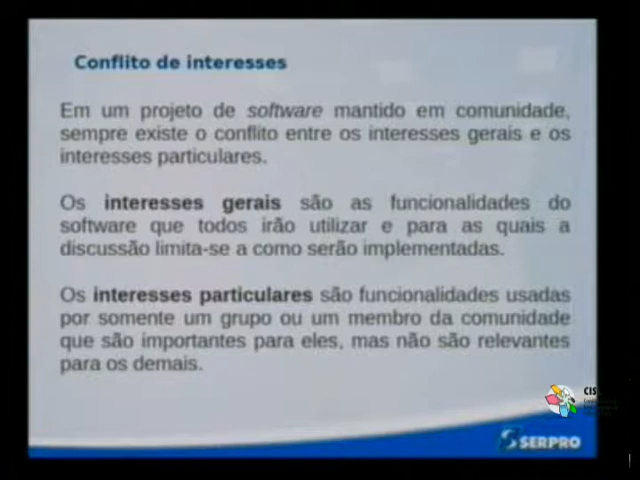 Conflito de interesses
Em um projeto de software mantido em comunidade,
sempre existe o conflito entre os interesses gerais e os
interesses particulares.
Os interesses gerais são as funcionalidades do
software que todos irão utilizar e para as quais a
discussão limita-se a como serão implementadas.
Os interesses particulares são funcionalidades usadas
por somente um grupo ou um membro da comunidade
que são importantes para eles, mas não são relevantes
para os demais.
CIS
SERPRO